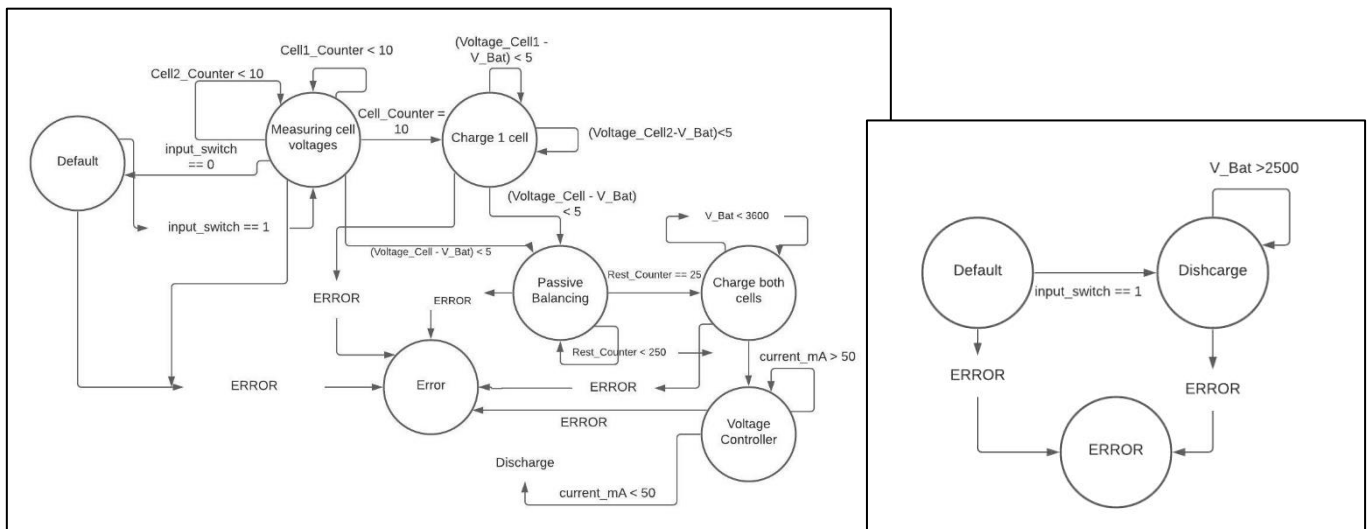 Cell1_Counter < 10
(Voltage_Cell1 -
V_Bat) < 5
Cell2_Counter < 10
Cell_Counter =
10
Measuring cell
voltages
Charge 1 cell
(Voltage_Cell2-V_Bat)<5
Default
input_switch
== 0
input_switch == 1
(Voltage_Cell - V_Bat)
< 5
(Voltage_Cell - V_Bat) < 5
V_Bat < 3600
Passive
Balancing
Rest_Counter == 25
Charge both
cells
ERROR
ERROR
Rest_Counter < 250
current_mA > 50
ERROR
Error
ERROR
ERROR
Voltage
Controller
Discharge
current_mA < 50
V_Bat >2500
Default
Dishcarge
input_switch == 1
ERROR
ERROR
ERROR